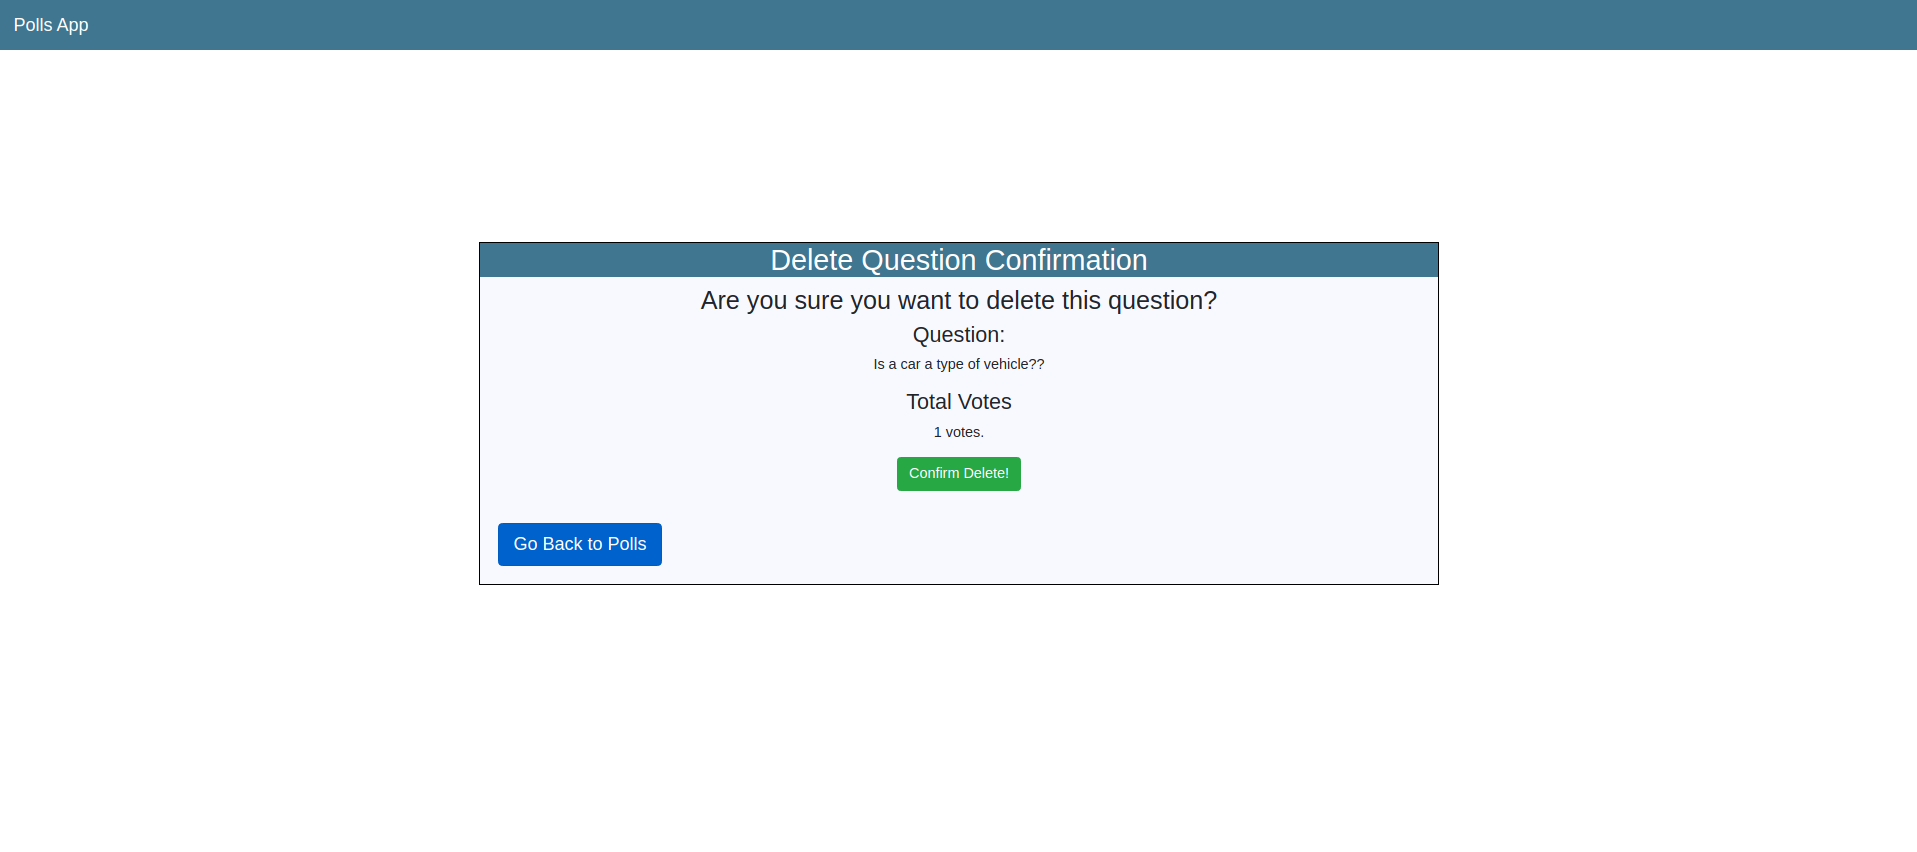 Polls App
Delete Question Confirmation
Are you sure you want to delete this question?
Question:
Is a car a type of vehicle??
Total Votes
1 votes.
Confirm Delete!
Go Back to Polls